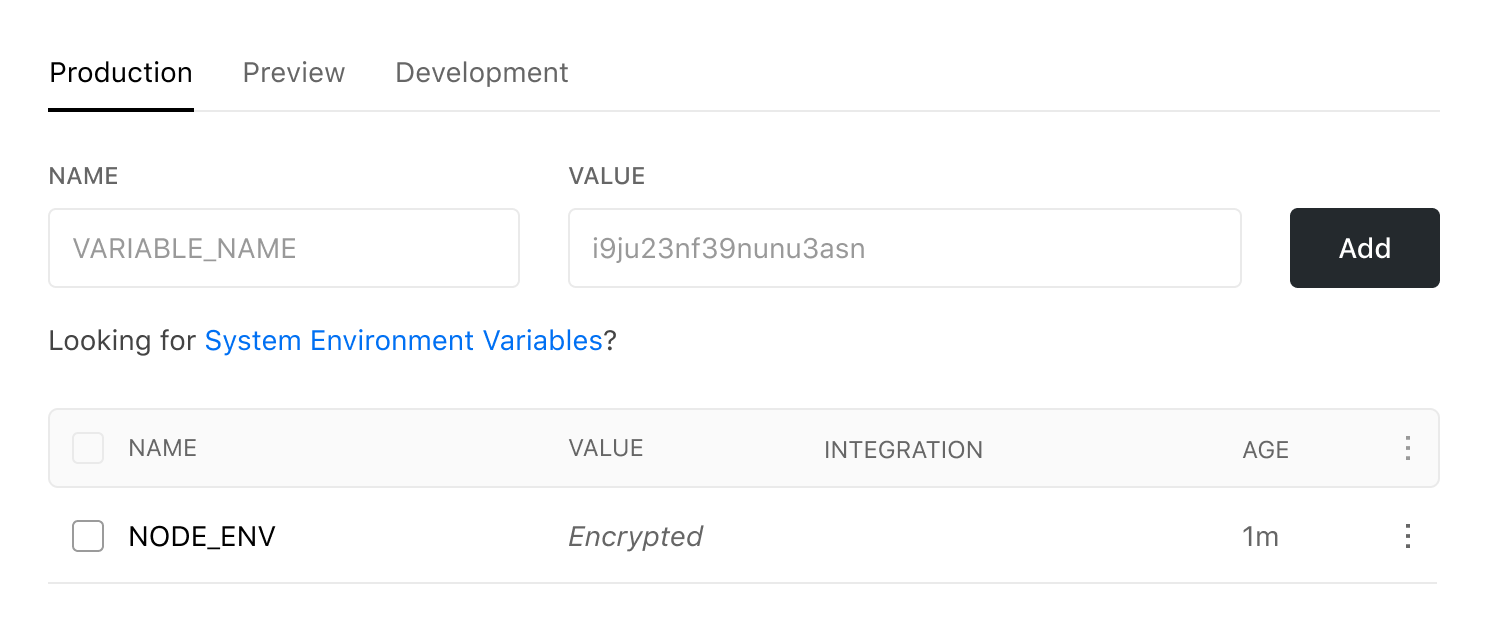 Production Preview Development
NAME VALUE
VARIABLE_NAME i9ju23nf39nunu3asn Add
Looking for System Environment Variables?
NAME VALUE INTEGRATION AGE
NODE_ENV Encrypted 1m